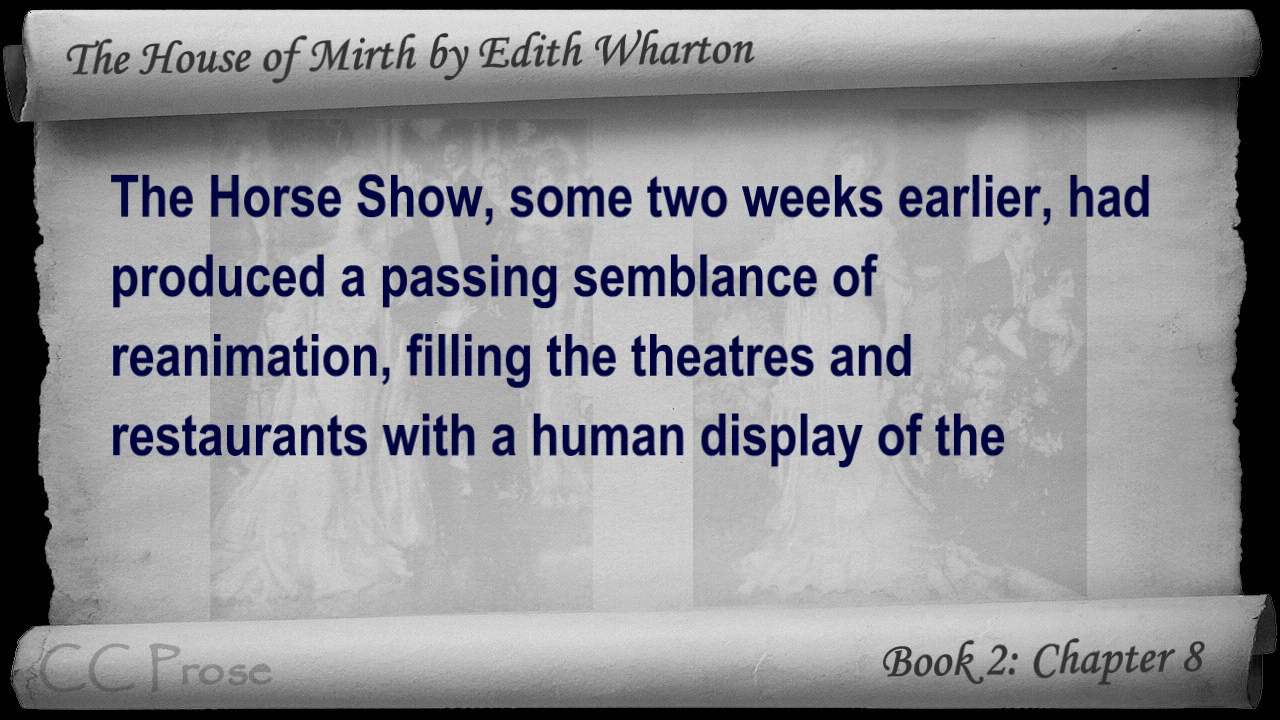 The House of Mirth by Edith Wharton
The Horse Show, some two weeks earlier, had
produced a passing semblance of
reanimation, filling the theatres and
restaurants with a human display of the
CC Prose
Book 2: Chapter 8